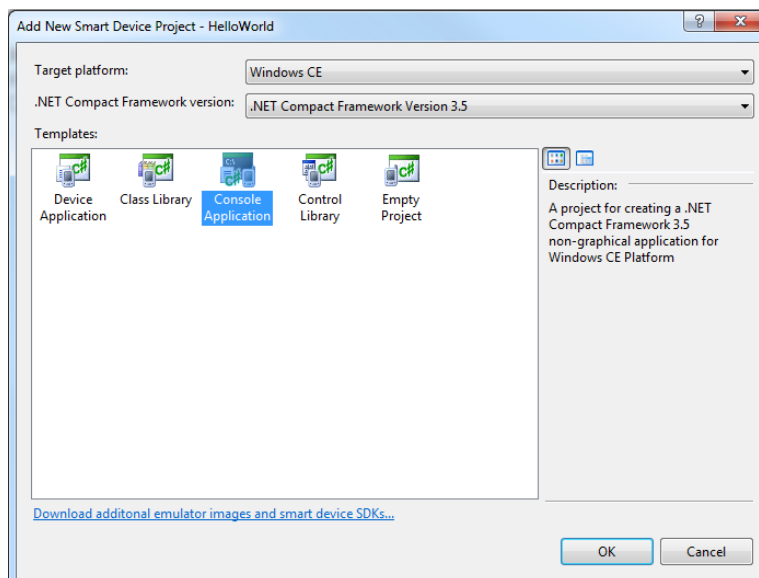 Add New Smart Device Project - HelloWorld
Target platform:
Windows CE
.NET Compact Framework version:
.NET Compact Framework Version 3.5
Templates:
Device Application
Class Library
Console Application
Control Library
Empty Project
Description:
A project for creating a .NET
Compact Framework 3.5
non-graphical application for
Windows CE Platform
Download additonal emulator images and smart device SDKs...
OK
Cancel